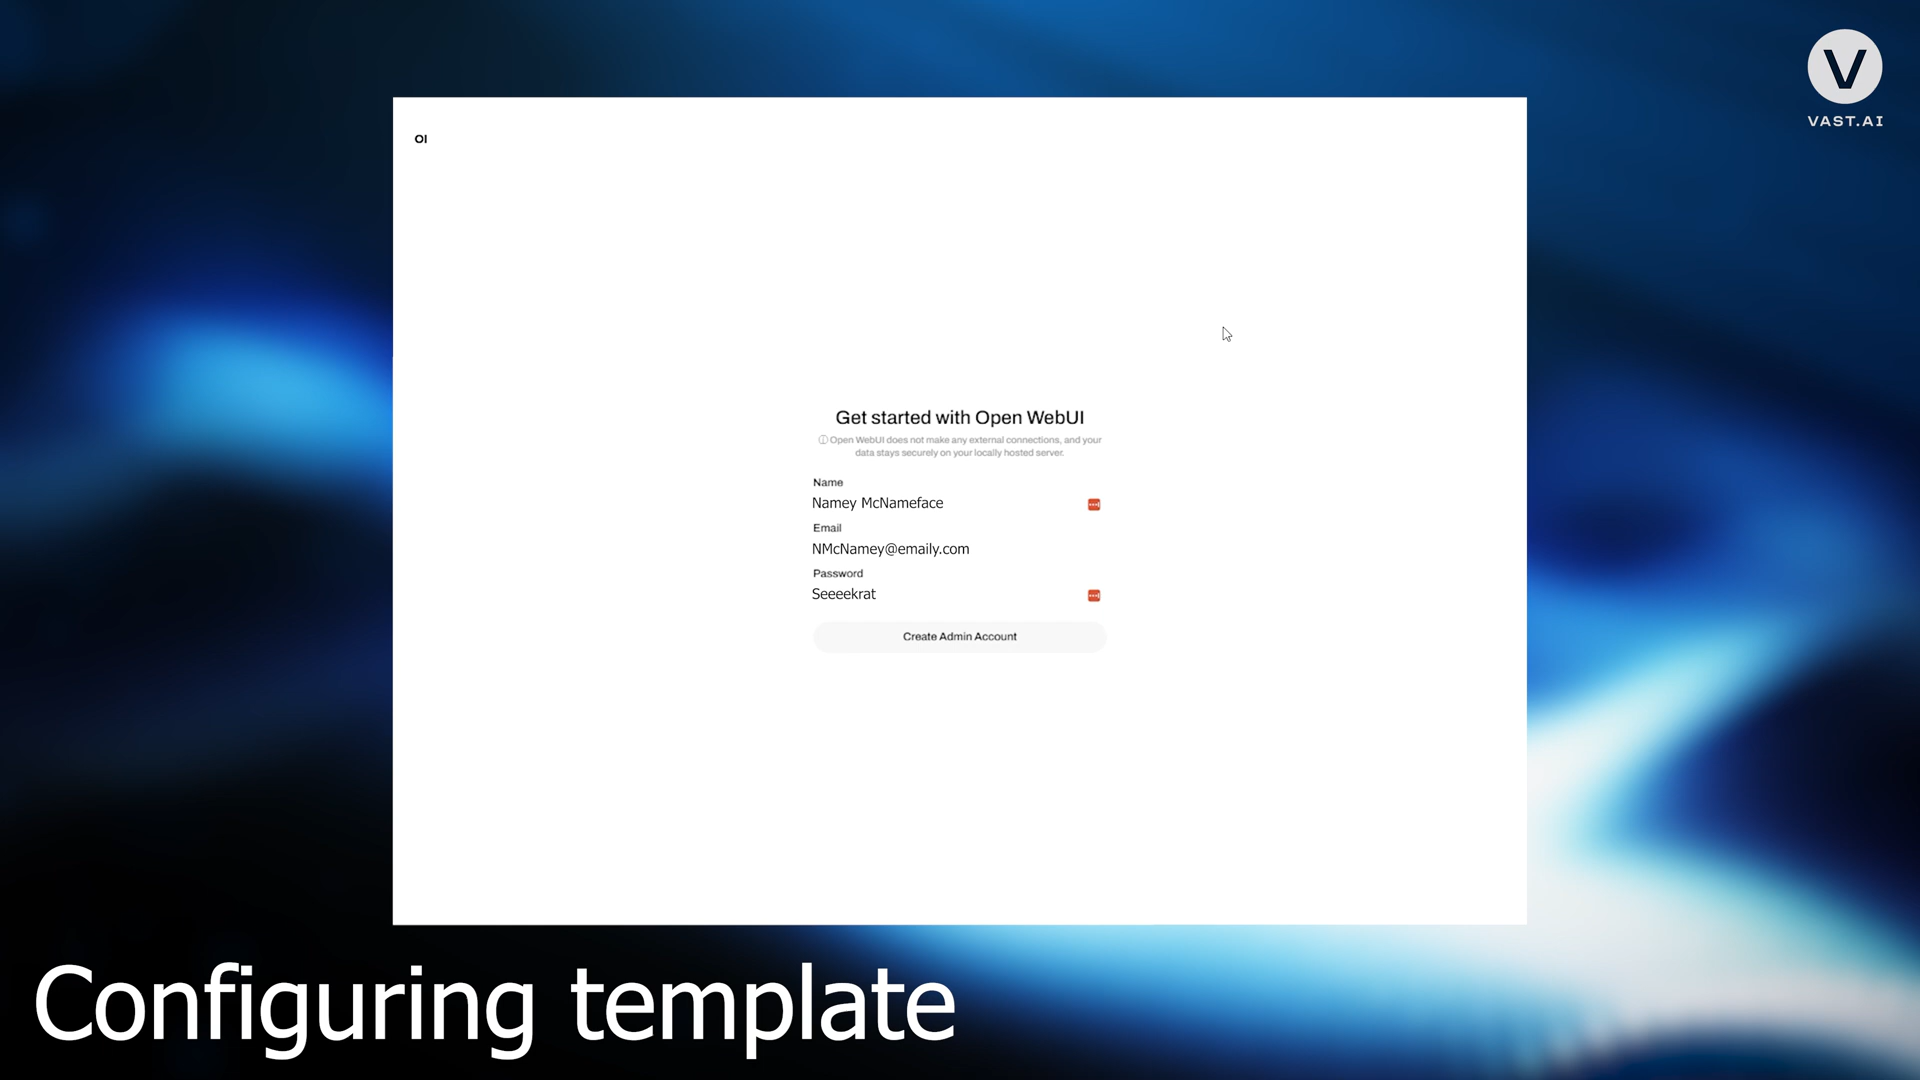 V
VAST.AI
OI
Get started with Open WebUI
Open WebUI does not make any external connections, and your
data stays securely on your locally hosted server.
Name
Namey McNameface
Email
NMcNamey@emaily.com
Password
Seeeekrat
Create Admin Account
Configuring template